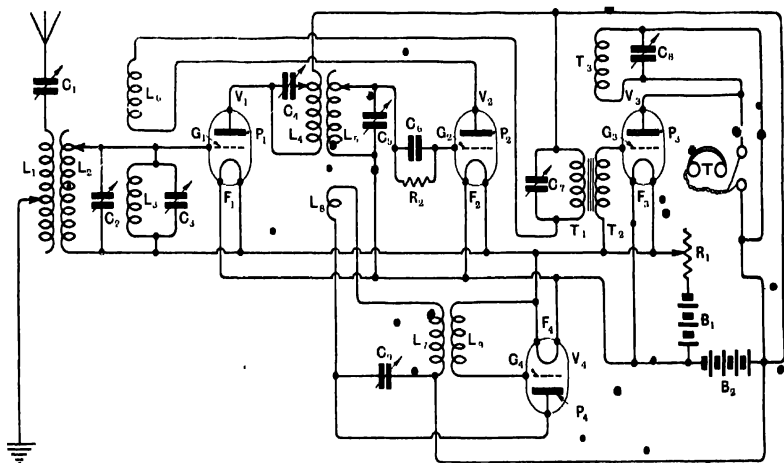 C₁
L₁
L₂
C₂
L₃
C₃
L₆
V₁
G₁
P₁
F₁
C₄
L₄
L₅
C₅
C₆
R₂
L₈
V₂
G₂
P₂
F₂
C₇
T₁
T₂
T₃
C₈
V₃
G₃
P₃
F₃
T
R₁
B₁
B₂
C₉
L₇
L₉
F₄
G₄
V₄
P₄